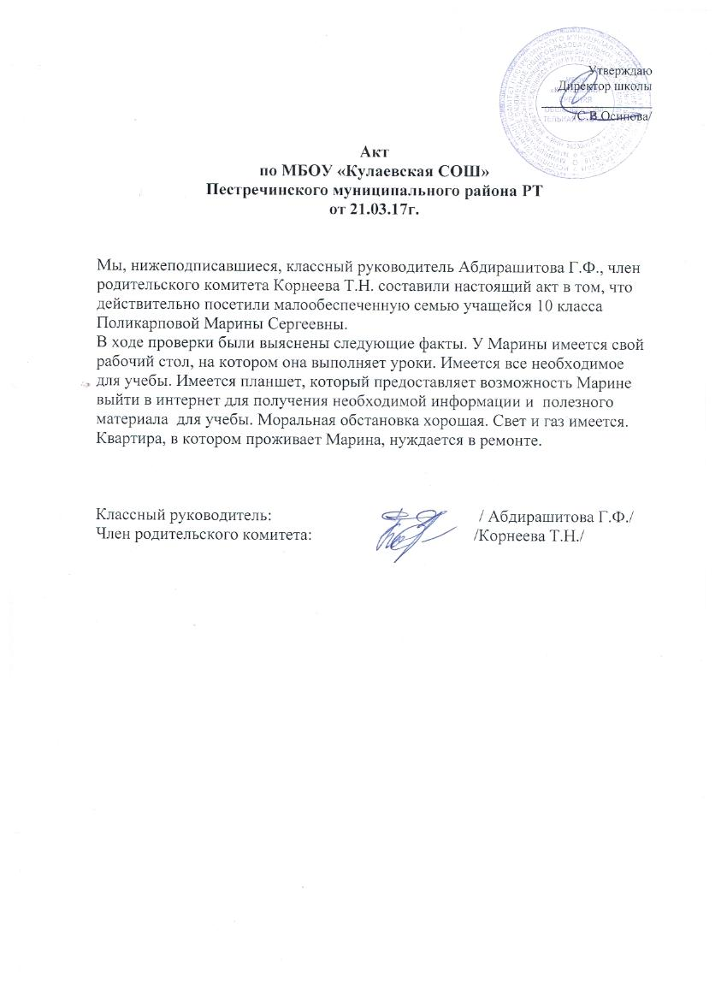 Утверждаю
Директор школы
/С.В.Осипова/
Акт
по МБОУ «Кулаевская СОШ»
Пестречинского муниципального района РТ
от 21.03.17г.
Мы, нижеподписавшиеся, классный руководитель Абдирашитова Г.Ф., член
родительского комитета Корнеева Т.Н. составили настоящий акт в том, что
действительно посетили малообеспеченную семью учащейся 10 класса
Поликарповой Марины Сергеевны.
В ходе проверки были выяснены следующие факты. У Марины имеется свой
рабочий стол, на котором она выполняет уроки. Имеется все необходимое
для учебы. Имеется планшет, который предоставляет возможность Марине
выйти в интернет для получения необходимой информации и  полезного
материала  для учебы. Моральная обстановка хорошая. Свет и газ имеется.
Квартира, в котором проживает Марина, нуждается в ремонте.
Классный руководитель: / Абдирашитова Г.Ф./
Член родительского комитета: /Корнеева Т.Н./